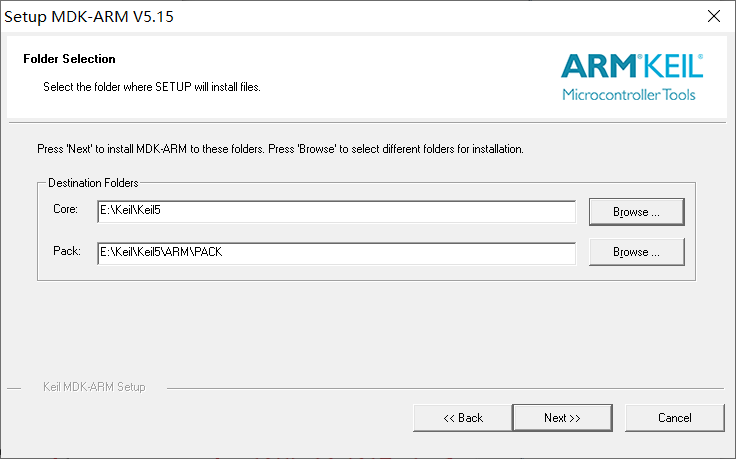 Setup MDK-ARM V5.15
Folder Selection
Select the folder where SETUP will install files.
ARM®KEIL®
Microcontroller Tools
Press 'Next' to install MDK-ARM to these folders. Press 'Browse' to select different folders for installation.
Destination Folders
Core: E:\Keil\Keil5 Browse ...
Pack: E:\Keil\Keil5\ARM\PACK Browse ...
Keil MDK-ARM Setup
<< Back Next >> Cancel